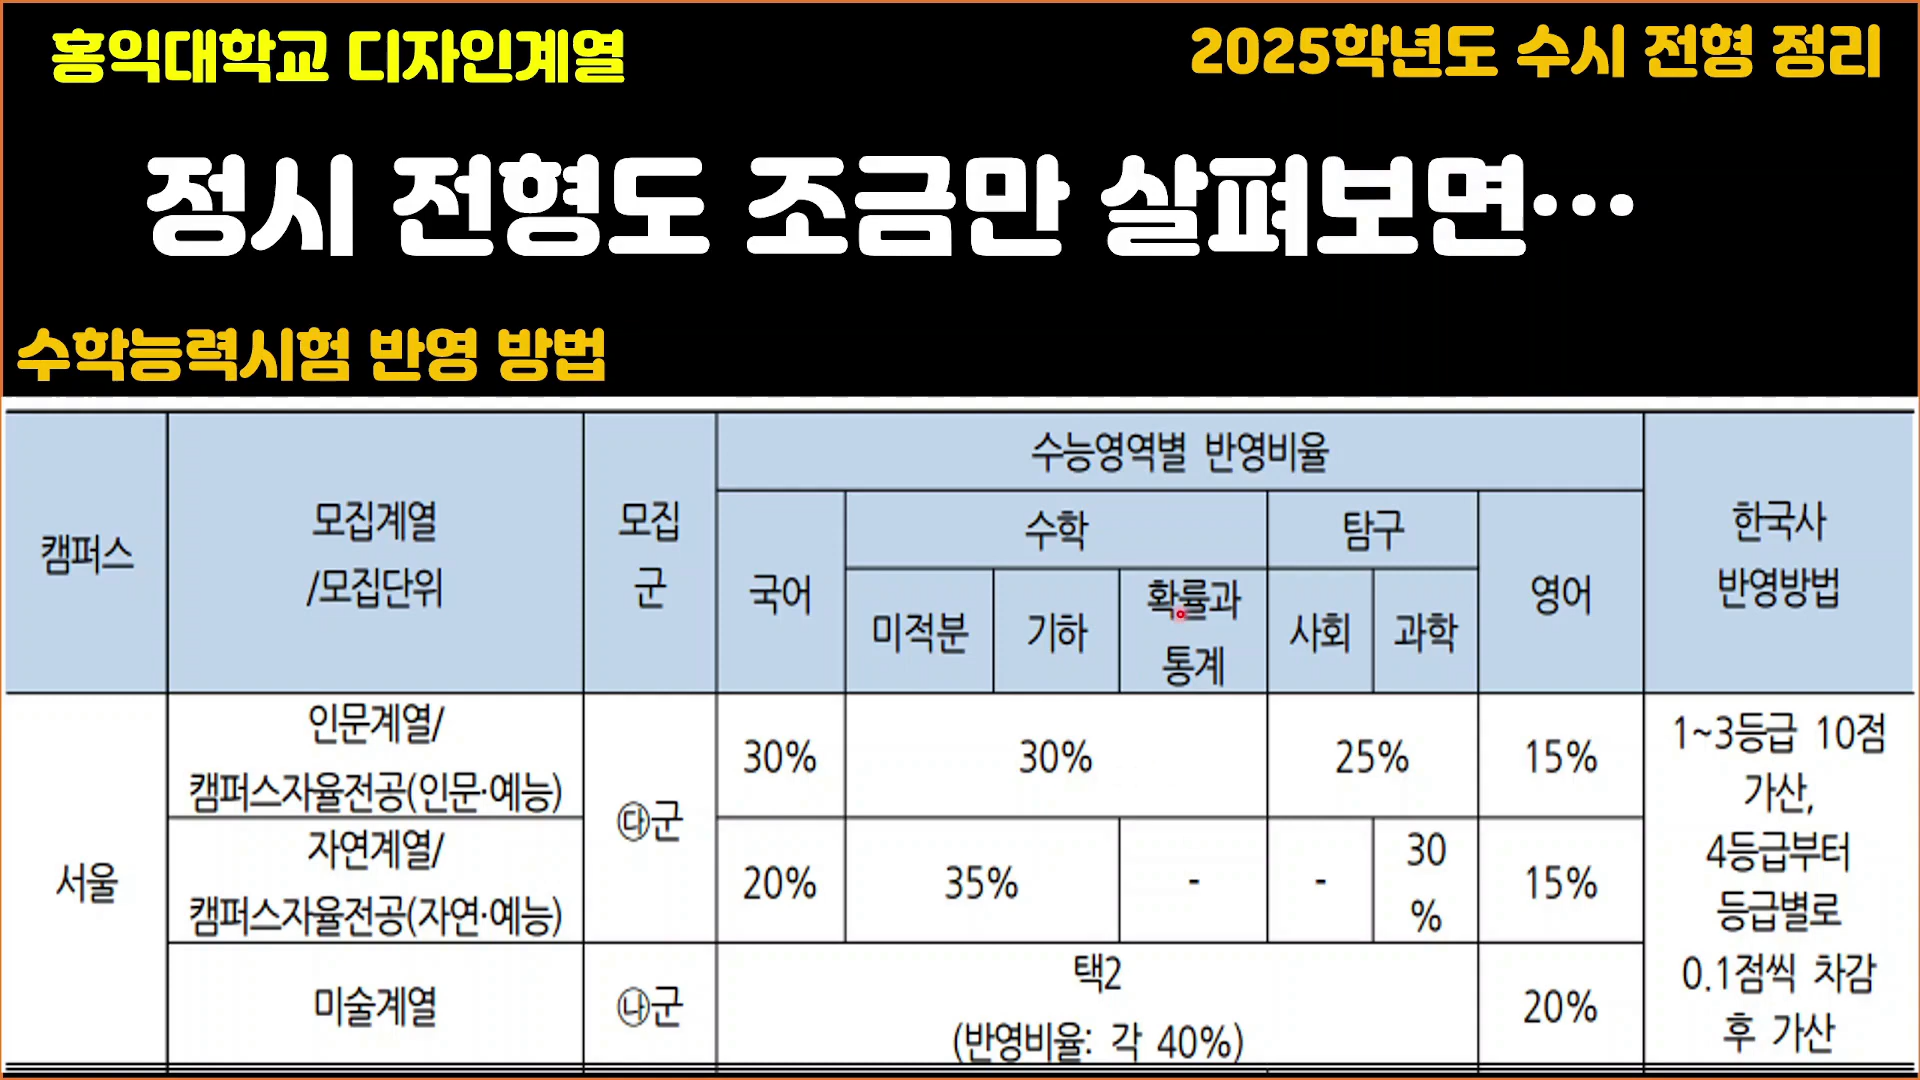 홍익대학교 디자인계열
2025학년도 수시 전형 정리
정시 전형도 조금만 살펴보면…
수학능력시험 반영 방법
캠퍼스
모집계열
/모집단위
모집
군
수능영역별 반영비율
국어
수학
미적분
기하
확률과
통계
탐구
사회
과학
영어
한국사
반영방법
서울
인문계열/
캠퍼스자율전공(인문·예능)
㉰군
30%
30%
25%
15%
자연계열/
캠퍼스자율전공(자연·예능)
20%
35%
-
-
30
%
15%
미술계열
㉯군
택2
(반영비율: 각 40%)
20%
1~3등급 10점
가산,
4등급부터
등급별로
0.1점씩 차감
후 가산